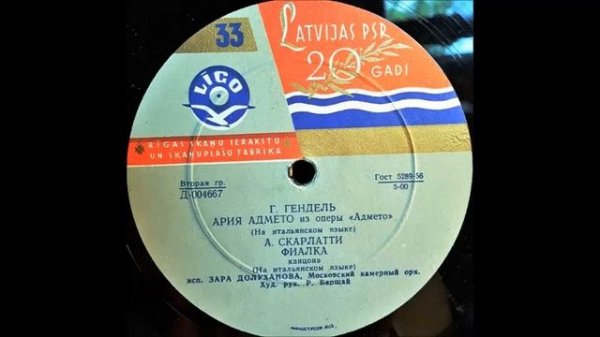 33
LATVIJAS PSR
20 GADI
LĪGO
RĪGAS SKAŅU IERAKSTU
UN SKAŅUPLAŠU FABRIKA
Вторая гр.
Д-004667
Гост 5289-56
5-00
Г. ГЕНДЕЛЬ
АРИЯ АДМЕТО из оперы «Адмето»
(На итальянском языке)
А. СКАРЛАТТИ
ФИАЛКА
канцона
(На итальянском языке)
исп. ЗАРА ДОЛУХАНОВА, Московский камерный орк.
Худ. рук. Р. Баршай